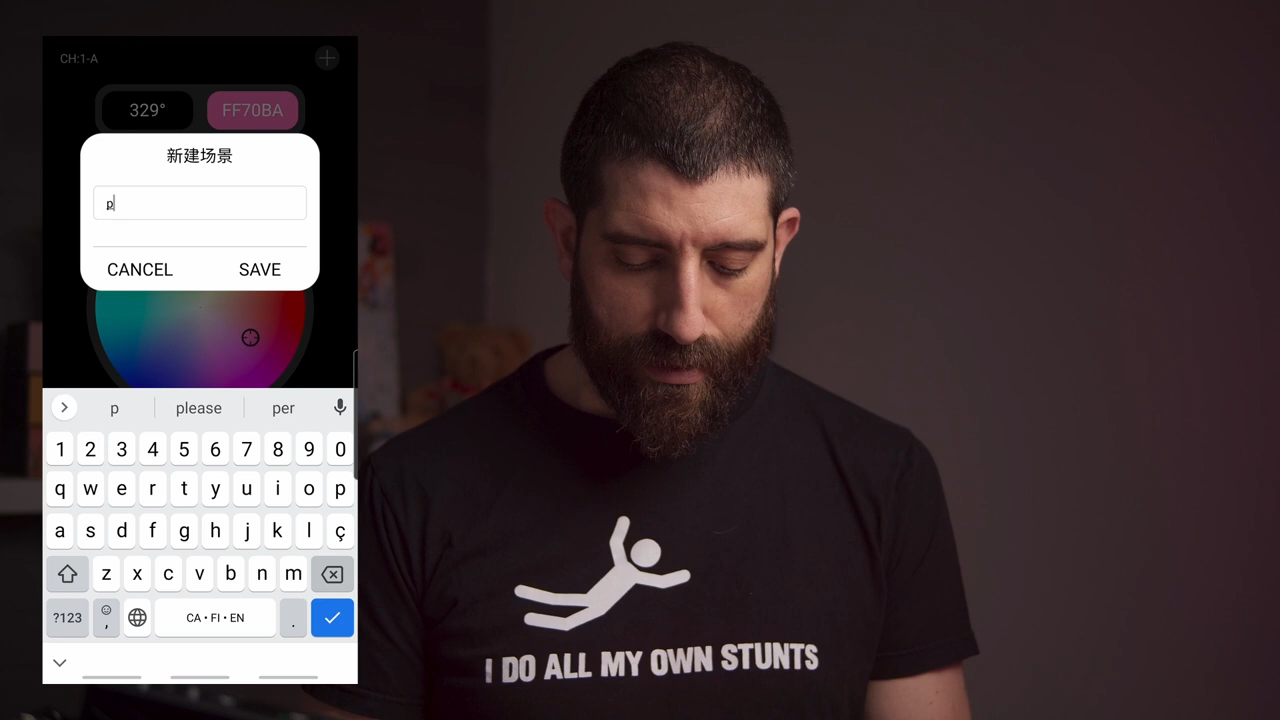 CH:1-A
329°
FF70BA
新建场景
p
CANCEL
SAVE
p please per
1 2 3 4 5 6 7 8 9 0
q w e r t y u i o p
a s d f g h j k l ç
z x c v b n m
?123 , CA • FI • EN .
I DO ALL MY OWN STUNTS